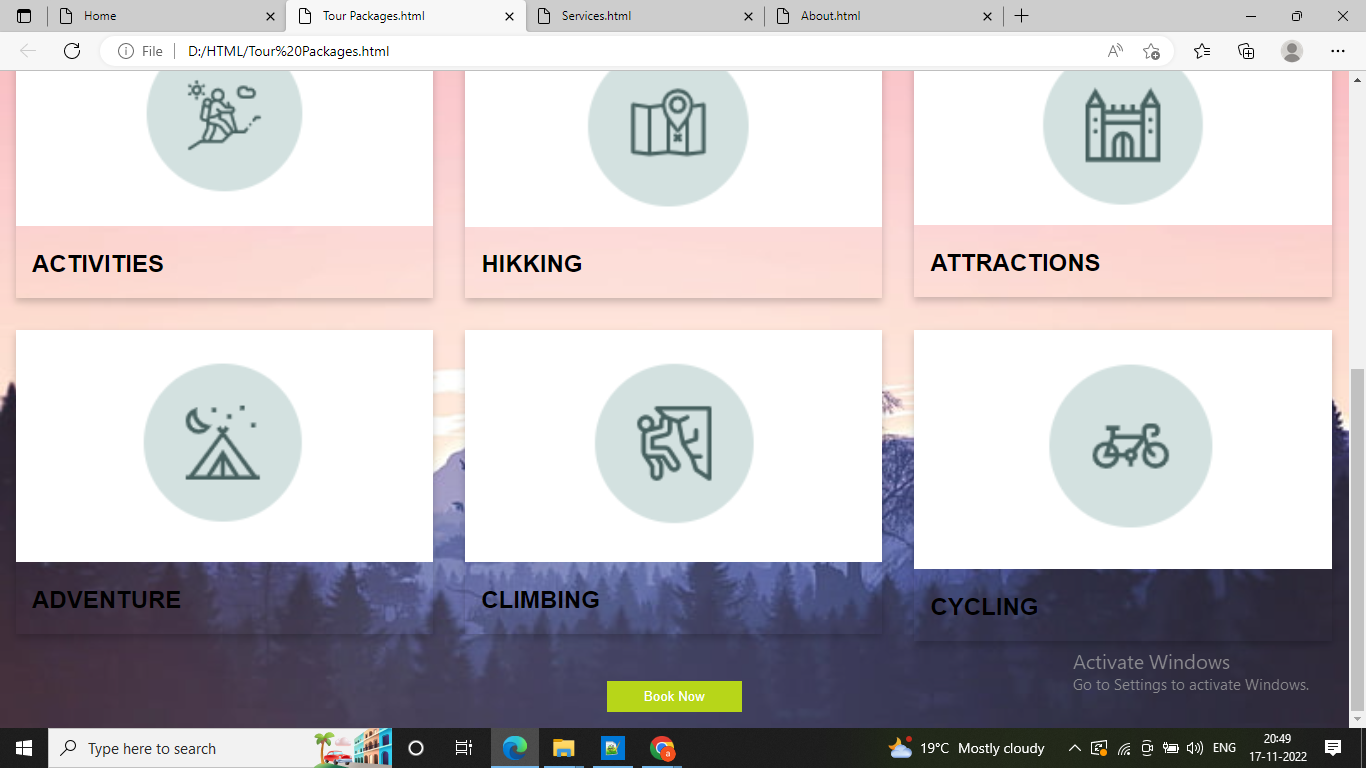 Home
Tour Packages.html
Services.html
About.html
File
D:/HTML/Tour%20Packages.html
ACTIVITIES
HIKKING
ATTRACTIONS
ADVENTURE
CLIMBING
CYCLING
Activate Windows
Go to Settings to activate Windows.
Book Now
Type here to search
19°C Mostly cloudy
ENG
20:49
17-11-2022